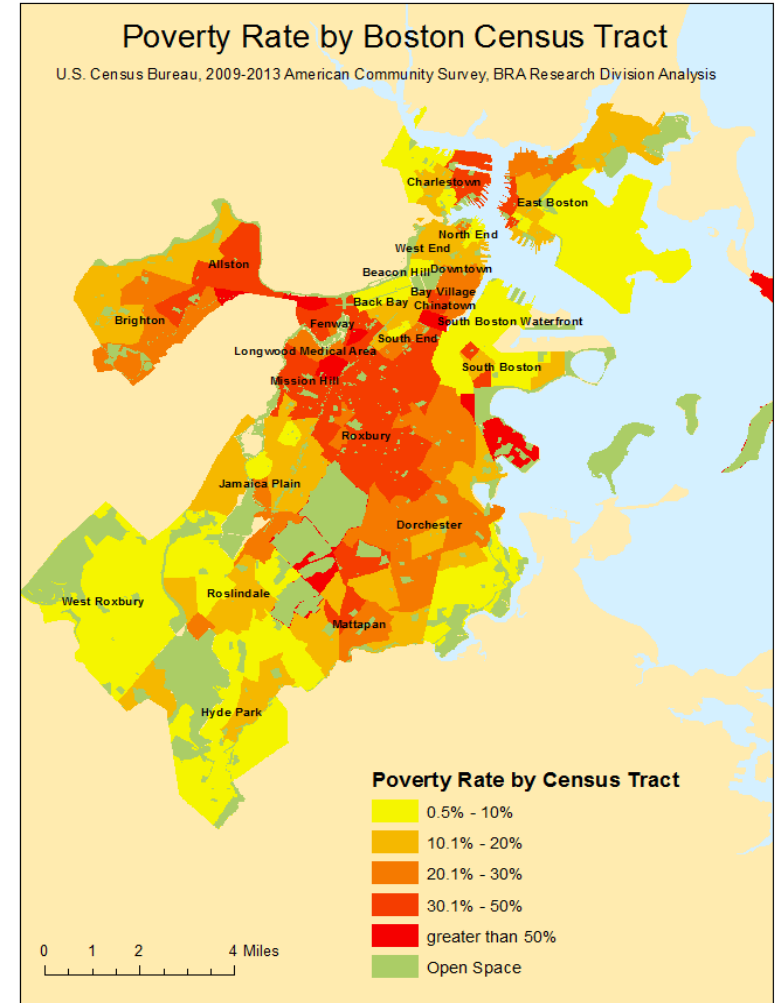 Poverty Rate by Boston Census Tract
U.S. Census Bureau, 2009-2013 American Community Survey, BRA Research Division Analysis
Charlestown
East Boston
North End
West End
Allston
Beacon Hill
Downtown
Bay Village
Back Bay
Chinatown
Brighton
Fenway
South Boston Waterfront
South End
Longwood Medical Area
South Boston
Mission Hill
Roxbury
Jamaica Plain
Dorchester
West Roxbury
Roslindale
Mattapan
Hyde Park
Poverty Rate by Census Tract
0.5% - 10%
10.1% - 20%
20.1% - 30%
30.1% - 50%
greater than 50%
Open Space
0 1 2 4 Miles